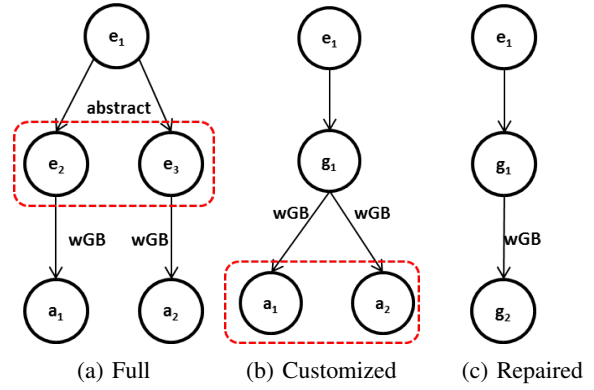 e1 e1 e1
abstract
e2 e3 g1 g1
wGB wGB wGB wGB wGB
a1 a2 a1 a2 g2
(a) Full (b) Customized (c) Repaired